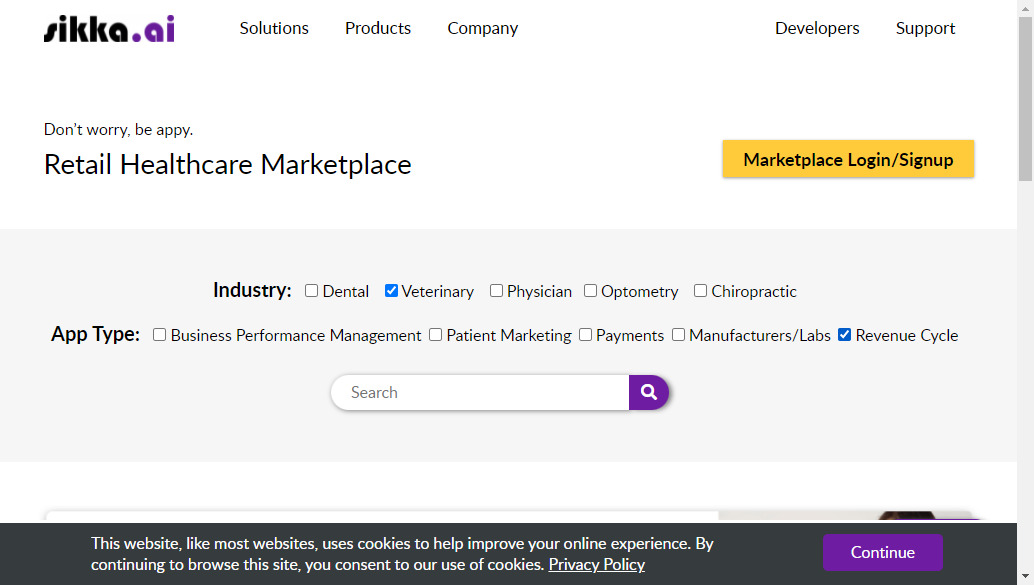 sikka.ai Solutions Products Company Developers Support
Don't worry, be appy.
Retail Healthcare Marketplace
Marketplace Login/Signup
Industry: Dental Veterinary Physician Optometry Chiropractic
App Type: Business Performance Management Patient Marketing Payments Manufacturers/Labs Revenue Cycle
Search
This website, like most websites, uses cookies to help improve your online experience. By
continuing to browse this site, you consent to our use of cookies. Privacy Policy
Continue